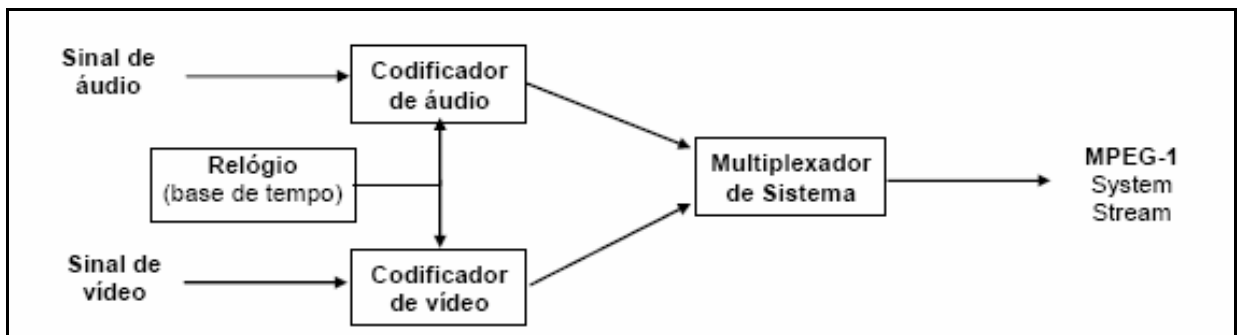 Sinal de
áudio
Codificador
de áudio
Relógio
(base de tempo)
Multiplexador
de Sistema
MPEG-1
System
Stream
Sinal de
vídeo
Codificador
de vídeo